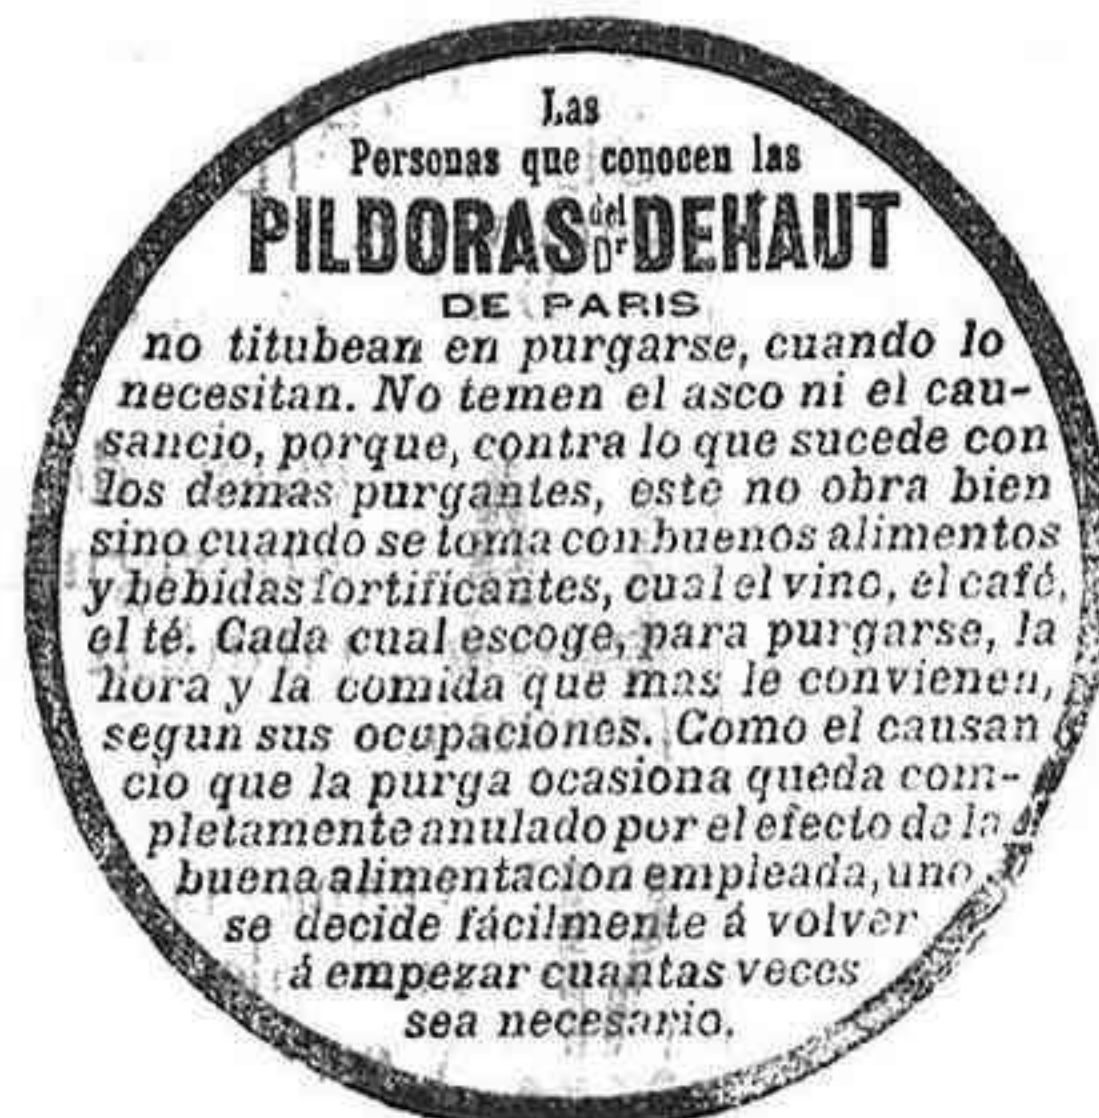 Las
Personas que conocen las
PILDORAS del Dr DEHAUT
DE PARIS
no titubean en purgarse, cuando lo
necesitan. No temen el asco ni el cau-
sancio, porque, contra lo que sucede con
los demas purgantes, este no obra bien
sino cuando se toma con buenos alimentos
y bebidas fortificantes, cual el vino, el café,
el té. Cada cual escoge, para purgarse, la
hora y la comida que mas le convienen,
segun sus ocupaciones. Como el causan
cio que la purga ocasiona queda com-
pletamente anulado por el efecto de la
buena alimentacion empleada, uno
se decide fácilmente á volver
á empezar cuantas veces
sea necesario.